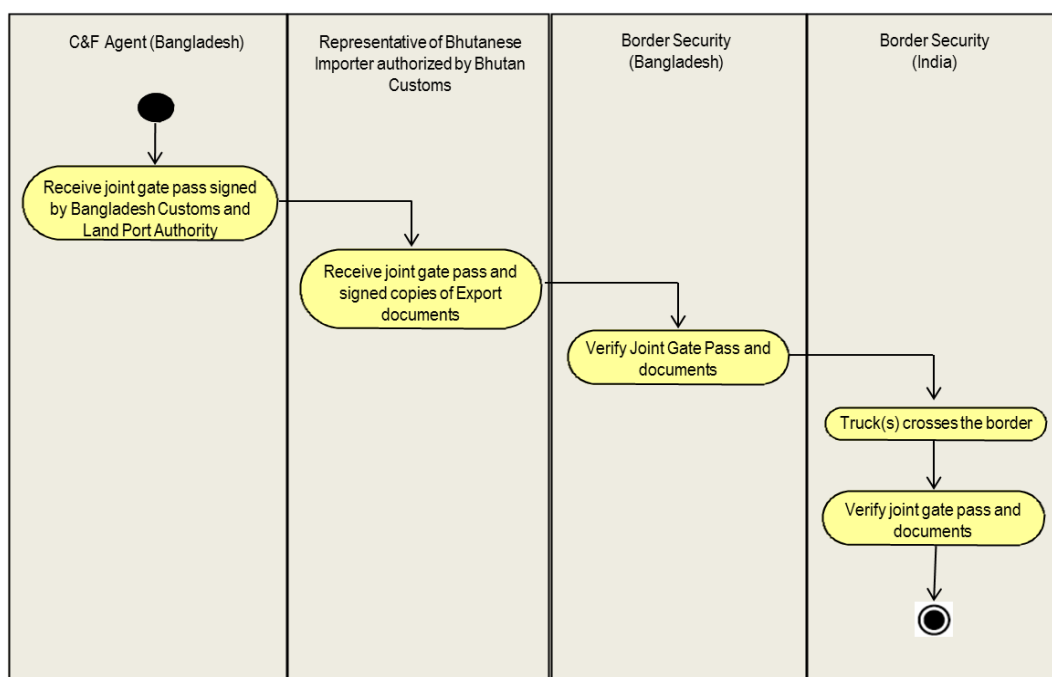 C&F Agent (Bangladesh)
Representative of Bhutanese
Importer authorized by Bhutan
Customs
Border Security
(Bangladesh)
Border Security
(India)
Receive joint gate pass signed
by Bangladesh Customs and
Land Port Authority
Receive joint gate pass and
signed copies of Export
documents
Verify Joint Gate Pass and
documents
Truck(s) crosses the border
Verify joint gate pass and
documents